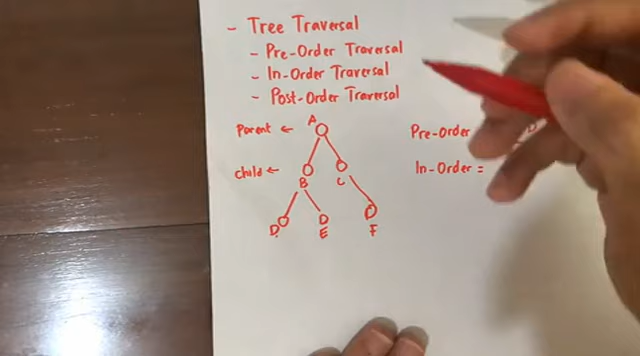 - Tree Traversal
- Pre-Order Traversal
- In-Order Traversal
- Post-Order Traversal
A
Parent ←
Pre-Order
Child ←
B
C
In-Order =
D.
E
F